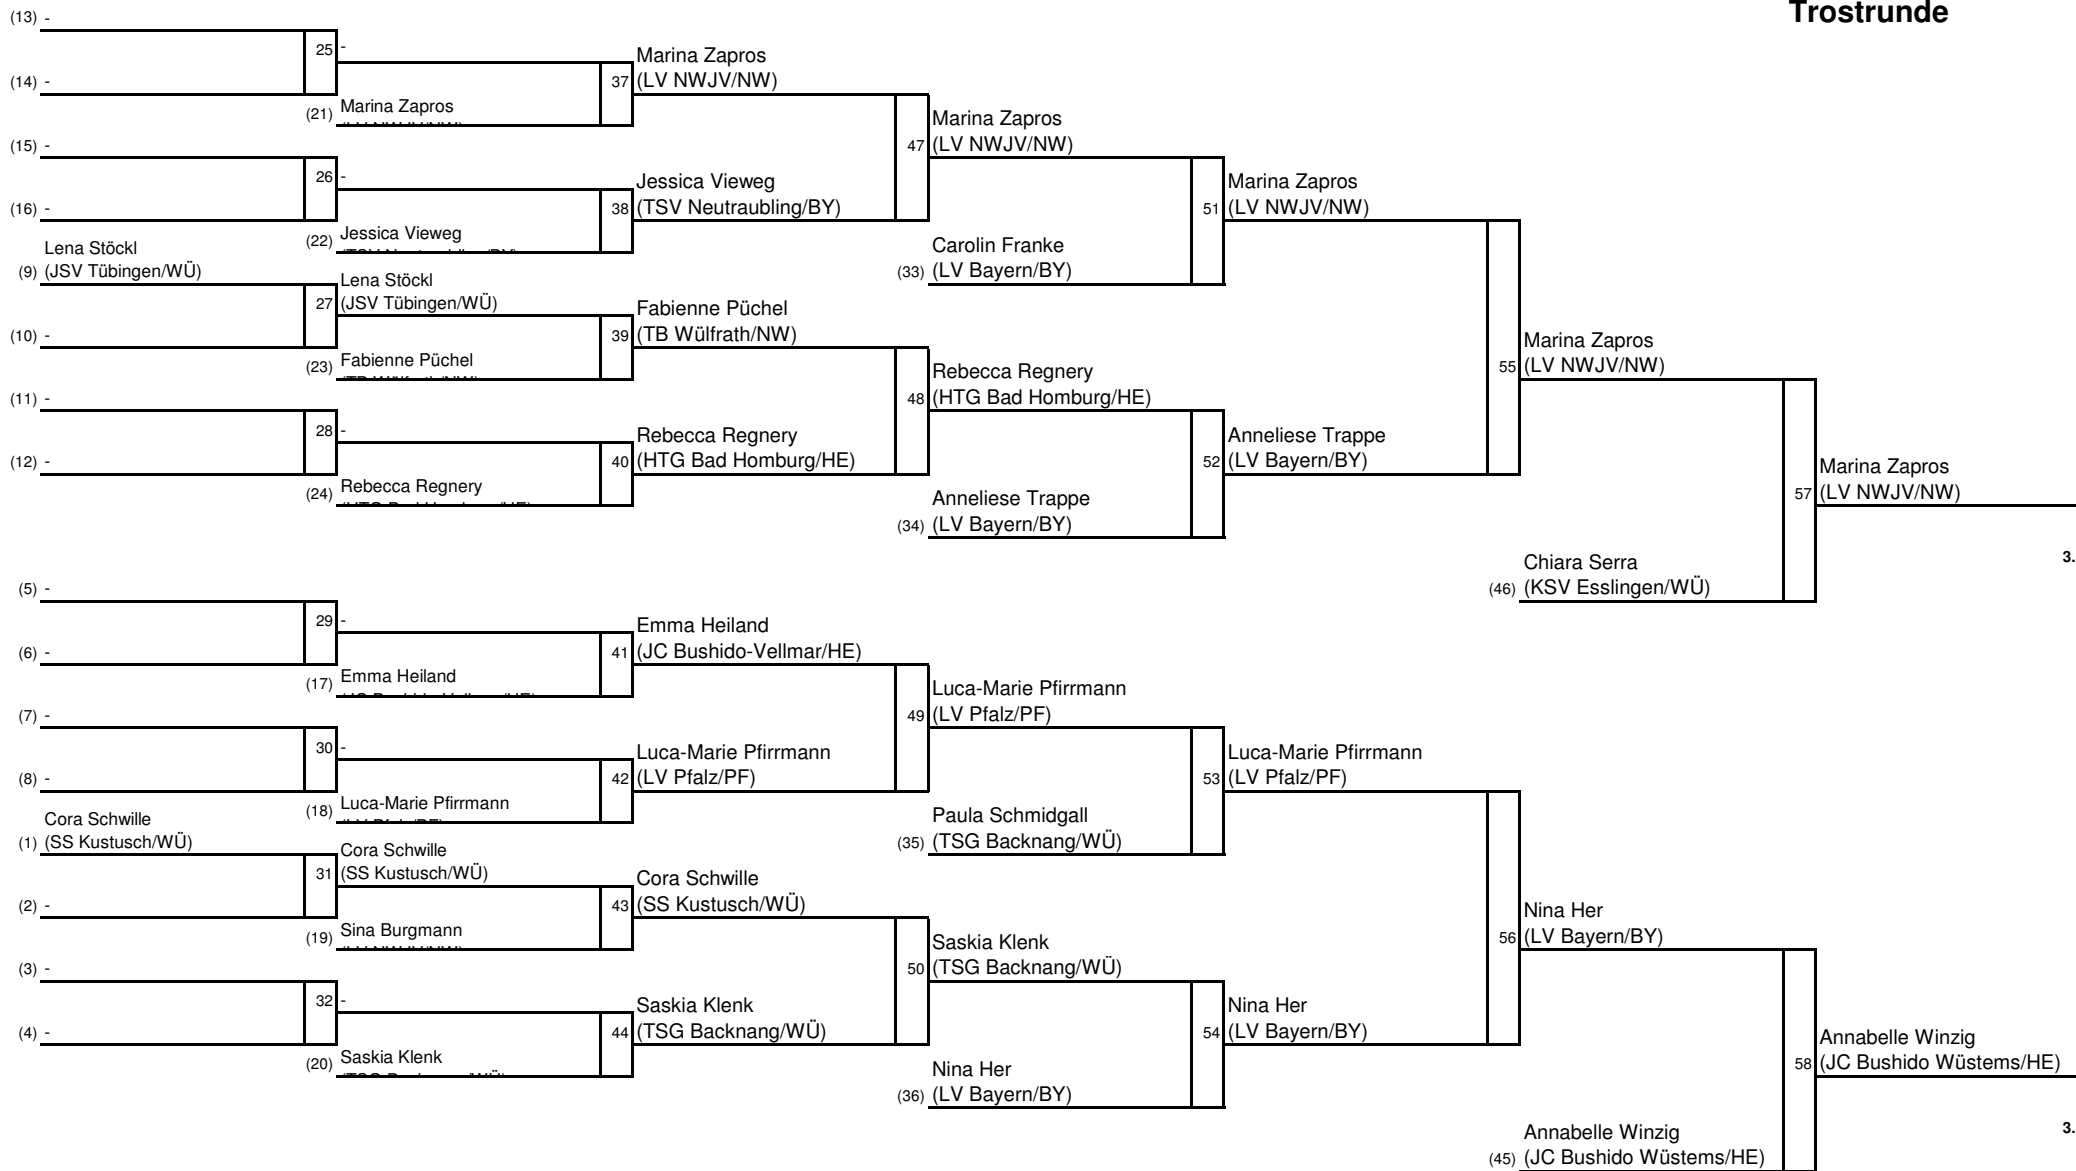 Trostrunde
(13) -
25 -
(14) -
(21) Marina Zapros
37 Marina Zapros
(LV NWJV/NW)
(15) -
26 -
(16) -
(22) Jessica Vieweg
38 Jessica Vieweg
(TSV Neutraubling/BY)
47 Marina Zapros
(LV NWJV/NW)
(33) Carolin Franke
(LV Bayern/BY)
51 Marina Zapros
(LV NWJV/NW)
(9) Lena Stöckl
(JSV Tübingen/WÜ)
27 Lena Stöckl
(JSV Tübingen/WÜ)
(10) -
(23) Fabienne Püchel
39 Fabienne Püchel
(TB Wülfrath/NW)
(11) -
28 -
(12) -
(24) Rebecca Regnery
40 Rebecca Regnery
(HTG Bad Homburg/HE)
48 Rebecca Regnery
(HTG Bad Homburg/HE)
(34) Anneliese Trappe
(LV Bayern/BY)
52 Anneliese Trappe
(LV Bayern/BY)
55 Marina Zapros
(LV NWJV/NW)
(46) Chiara Serra
(KSV Esslingen/WÜ)
57 Marina Zapros
(LV NWJV/NW)
3.
(5) -
29 -
(6) -
(17) Emma Heiland
41 Emma Heiland
(JC Bushido-Vellmar/HE)
(7) -
30 -
(8) -
(18) Luca-Marie Pfirrmann
42 Luca-Marie Pfirrmann
(LV Pfalz/PF)
49 Luca-Marie Pfirrmann
(LV Pfalz/PF)
(35) Paula Schmidgall
(TSG Backnang/WÜ)
53 Luca-Marie Pfirrmann
(LV Pfalz/PF)
(1) Cora Schwille
(SS Kustusch/WÜ)
31 Cora Schwille
(SS Kustusch/WÜ)
(2) -
(19) Sina Burgmann
43 Cora Schwille
(SS Kustusch/WÜ)
(3) -
32 -
(4) -
(20) Saskia Klenk
44 Saskia Klenk
(TSG Backnang/WÜ)
50 Saskia Klenk
(TSG Backnang/WÜ)
(36) Nina Her
(LV Bayern/BY)
54 Nina Her
(LV Bayern/BY)
56 Nina Her
(LV Bayern/BY)
(45) Annabelle Winzig
(JC Bushido Wüstems/HE)
58 Annabelle Winzig
(JC Bushido Wüstems/HE)
3.